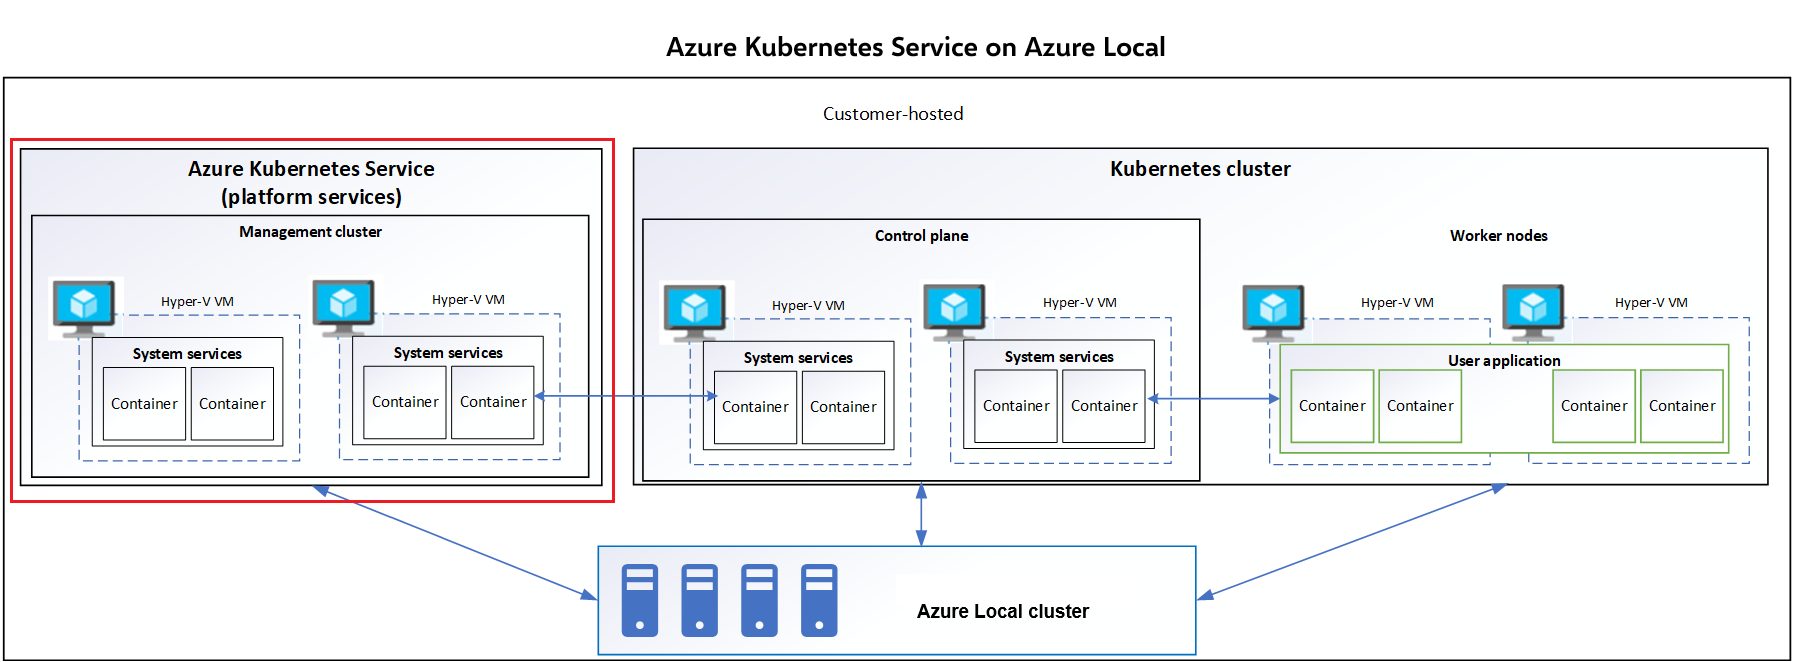 Azure Kubernetes Service on Azure Local
Customer-hosted
Azure Kubernetes Service
(platform services)
Management cluster
Hyper-V VM
System services
Container
Container
Hyper-V VM
System services
Container
Container
Kubernetes cluster
Control plane
Hyper-V VM
System services
Container
Container
Hyper-V VM
System services
Container
Container
Worker nodes
Hyper-V VM
Hyper-V VM
User application
Container
Container
Container
Container
Azure Local cluster